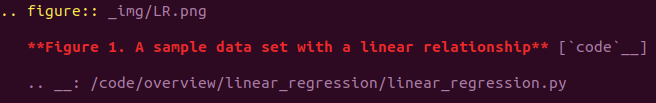 .. figure:: _img/LR.png
**Figure 1. A sample data set with a linear relationship** [`code`__]
.. __: /code/overview/linear_regression/linear_regression.py